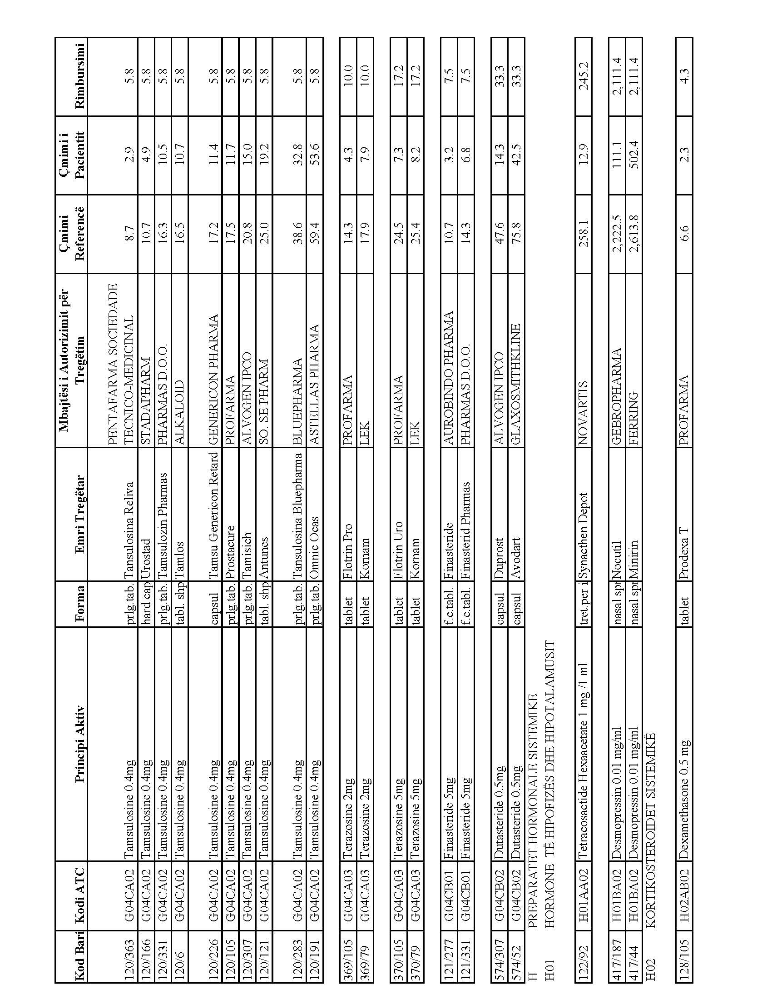 Kod Bari Kodi ATC Principi Aktiv Forma Emri Tregëtar Mbajtësi i Autorizimit për Tregëtim Çmimi Referencë Çmimi i Pacientit Rimbursimi
120/363 G04CA02 Tamsulosine 0.4mg prlg.tab. Tansulosina Reliva PENTAFARMA SOCIEDADE TECNICO-MEDICINAL 8.7 2.9 5.8
120/166 G04CA02 Tamsulosine 0.4mg hard cap Urostad STADAPHARM 10.7 4.9 5.8
120/331 G04CA02 Tamsulosine 0.4mg prlg.tab. Tamsulozin Pharmas PHARMAS D.O.O. 16.3 10.5 5.8
120/6 G04CA02 Tamsulosine 0.4mg tabl. shp Tamlos ALKALOID 16.5 10.7 5.8
120/226 G04CA02 Tamsulosine 0.4mg capsul Tamsu Genericon Retard GENERICON PHARMA 17.2 11.4 5.8
120/105 G04CA02 Tamsulosine 0.4mg prlg.tab. Prostacure PROFARMA 17.5 11.7 5.8
120/307 G04CA02 Tamsulosine 0.4mg prlg.tab. Tamisich ALVOGEN IPCO 20.8 15.0 5.8
120/121 G04CA02 Tamsulosine 0.4mg tabl. shp Antunes SO. SE PHARM 25.0 19.2 5.8
120/283 G04CA02 Tamsulosine 0.4mg prlg.tab. Tansulosina Bluepharma BLUEPHARMA 38.6 32.8 5.8
120/191 G04CA02 Tamsulosine 0.4mg prlg.tab. Omnic Ocas ASTELLAS PHARMA 59.4 53.6 5.8
369/105 G04CA03 Terazosine 2mg tablet Flotrin Pro PROFARMA 14.3 4.3 10.0
369/79 G04CA03 Terazosine 2mg tablet Kornam LEK 17.9 7.9 10.0
370/105 G04CA03 Terazosine 5mg tablet Flotrin Uro PROFARMA 24.5 7.3 17.2
370/79 G04CA03 Terazosine 5mg tablet Kornam LEK 25.4 8.2 17.2
121/277 G04CB01 Finasteride 5mg f.c.tabl. Finasteride AUROBINDO PHARMA 10.7 3.2 7.5
121/331 G04CB01 Finasteride 5mg f.c.tabl. Finasterid Pharmas PHARMAS D.O.O. 14.3 6.8 7.5
574/307 G04CB02 Dutasteride 0.5mg capsul Duprost ALVOGEN IPCO 47.6 14.3 33.3
574/52 G04CB02 Dutasteride 0.5mg capsul Avodart GLAXOSMITHKLINE 75.8 42.5 33.3
H PREPARATET HORMONALE SISTEMIKE
H01 HORMONE TË HIPOFIZËS DHE HIPOTALAMUSIT
122/92 H01AA02 Tetracosactide Hexaacetate 1 mg /1 ml tret.per i Synacthen Depot NOVARTIS 258.1 12.9 245.2
417/187 H01BA02 Desmopressin 0.01 mg/ml nasal spr Nocutil GEBROPHARMA 2,222.5 111.1 2,111.4
417/44 H01BA02 Desmopressin 0.01 mg/ml nasal spr Minirin FERRING 2,613.8 502.4 2,111.4
H02 KORTIKOSTEROIDET SISTEMIKË
128/105 H02AB02 Dexamethasone 0.5 mg tablet Prodexa T PROFARMA 6.6 2.3 4.3